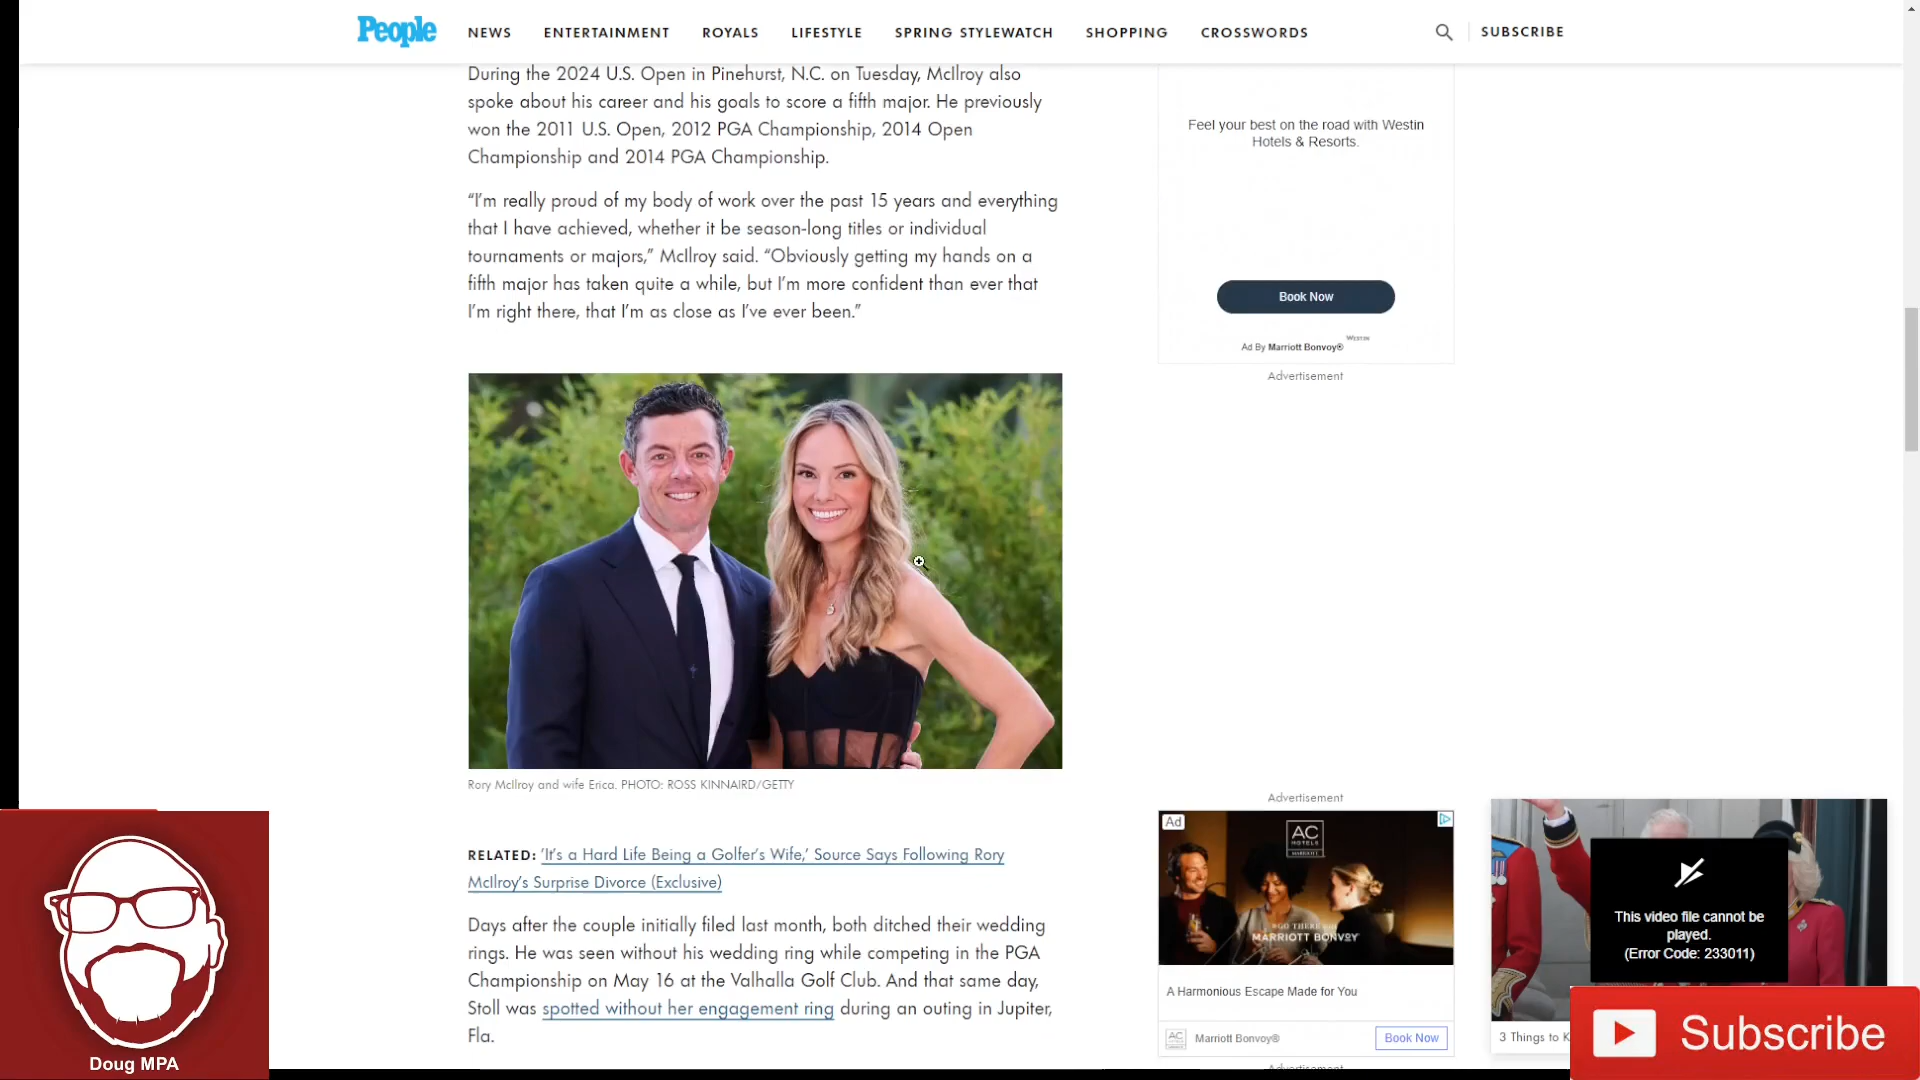 People
NEWS
ENTERTAINMENT
ROYALS
LIFESTYLE
SPRING STYLEWATCH
SHOPPING
CROSSWORDS
SUBSCRIBE
During the 2024 U.S. Open in Pinehurst, N.C. on Tuesday, McIlroy also
spoke about his career and his goals to score a fifth major. He previously
won the 2011 U.S. Open, 2012 PGA Championship, 2014 Open
Championship and 2014 PGA Championship.
“I’m really proud of my body of work over the past 15 years and everything
that I have achieved, whether it be season-long titles or individual
tournaments or majors,” McIlroy said. “Obviously getting my hands on a
fifth major has taken quite a while, but I’m more confident than ever that
I’m right there, that I’m as close as I’ve ever been.”
Rory McIlroy and wife Erica. PHOTO: ROSS KINNAIRD/GETTY
RELATED: ‘It’s a Hard Life Being a Golfer’s Wife,’ Source Says Following Rory
McIlroy’s Surprise Divorce (Exclusive)
Days after the couple initially filed last month, both ditched their wedding
rings. He was seen without his wedding ring while competing in the PGA
Championship on May 16 at the Valhalla Golf Club. And that same day,
Stoll was spotted without her engagement ring during an outing in Jupiter,
Fla.
Feel your best on the road with Westin
Hotels & Resorts.
Book Now
Ad By Marriott Bonvoy®
WESTIN
Advertisement
Advertisement
Ad
AC
HOTELS
MARRIOTT
GO THERE
MARRIOTT BONVOY
A Harmonious Escape Made for You
AC
Marriott Bonvoy®
Book Now
Advertisement
This video file cannot be
played.
(Error Code: 233011)
3 Things to K
Subscribe
Doug MPA